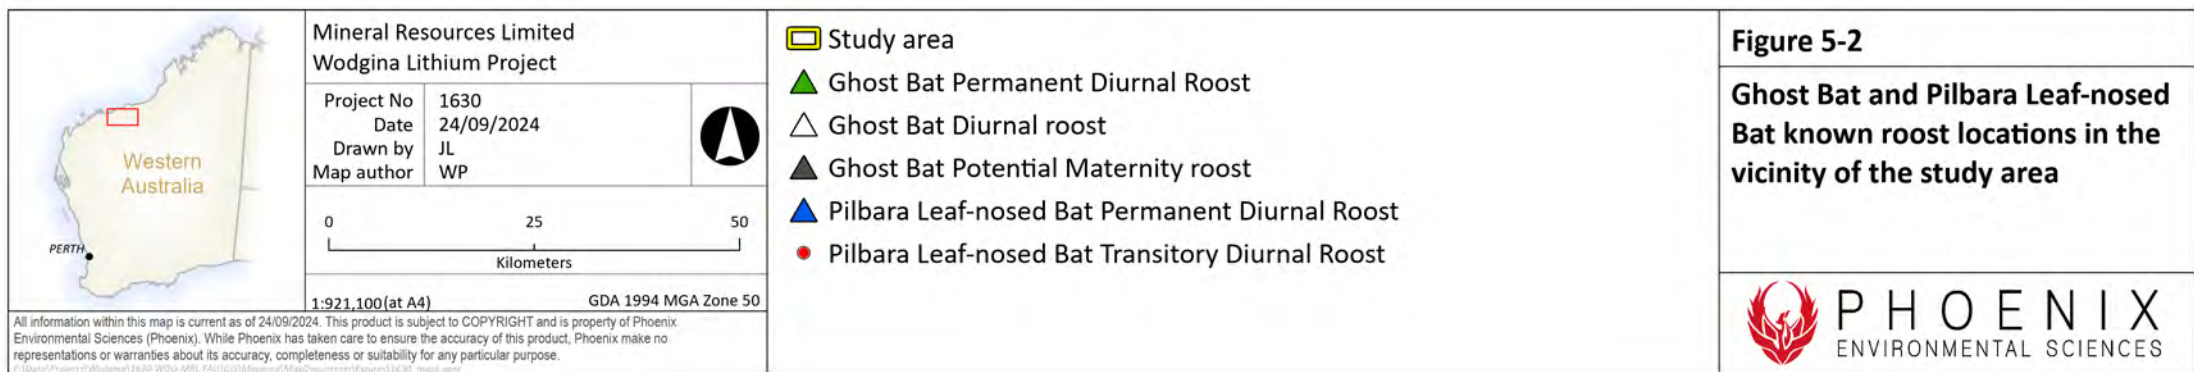 Western
Australia
PERTH
Mineral Resources Limited
Wodgina Lithium Project
Project No 1630
Date 24/09/2024
Drawn by JL
Map author WP
0 25 50
Kilometers
1:921,100 (at A4) GDA 1994 MGA Zone 50
All information within this map is current as of 24/09/2024. This product is subject to COPYRIGHT and is property of Phoenix
Environmental Sciences (Phoenix). While Phoenix has taken care to ensure the accuracy of this product, Phoenix make no
representations or warranties about its accuracy, completeness or suitability for any particular purpose.
Study area
Ghost Bat Permanent Diurnal Roost
Ghost Bat Diurnal roost
Ghost Bat Potential Maternity roost
Pilbara Leaf-nosed Bat Permanent Diurnal Roost
Pilbara Leaf-nosed Bat Transitory Diurnal Roost
Figure 5-2
Ghost Bat and Pilbara Leaf-nosed
Bat known roost locations in the
vicinity of the study area
PHOENIX
ENVIRONMENTAL SCIENCES